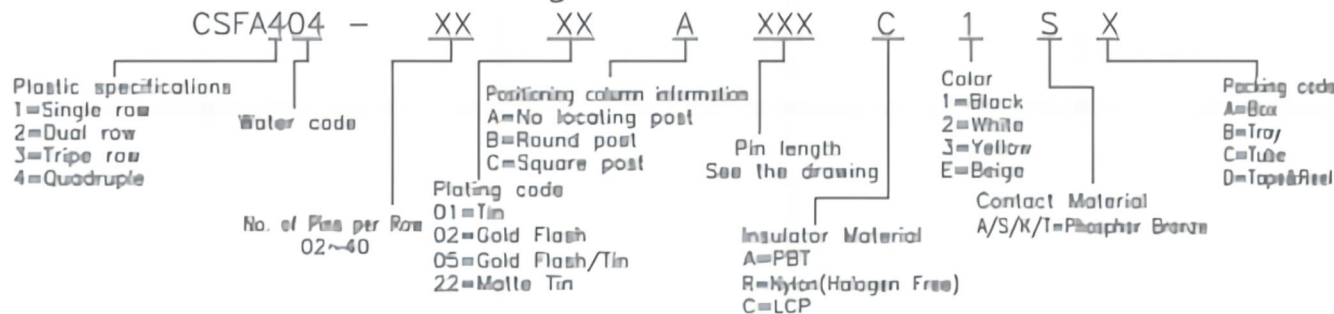 CSFA404 - XX XX A XXX C 1 S X
Plastic specifications
1=Single row
2=Dual row
3=Tripe row
4=Quadruple
Water code
No. of Pins per Row
02~40
Plating code
01=Tin
02=Gold Flash
05=Gold Flash/Tin
22=Matte Tin
Positioning column information
A=No locating post
B=Round post
C=Square post
Pin length
See the drawing
Insulator Material
A=PBT
R=Nylon(Halogen Free)
C=LCP
Color
1=Black
2=White
3=Yellow
E=Beige
Contact Material
A/S/K/T=Phosphor Bronze
Packing code
A=Box
B=Tray
C=Tube
D=Tape&Reel